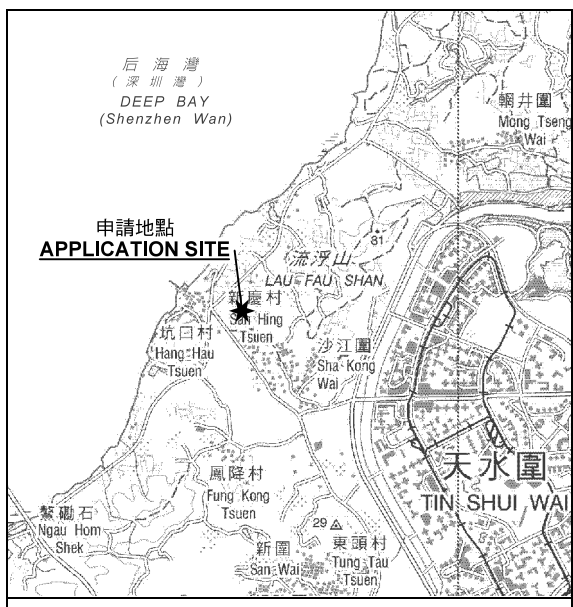 后海灣
(深圳灣)
DEEP BAY
(Shenzhen Wan)
輞井圍
Mong Tseng
Wai
申請地點
APPLICATION SITE
81
流浮山
LAU FAU SHAN
新慶村
San Hing
Tsuen
坑口村
Hang Hau
Tsuen
沙江圍
Sha Kong
Wai
天水圍
TIN SHUI WAI
鳳降村
Fung Kong
Tsuen
鰲磡石
Ngau Hom
Shek
29
新圍
San Wai
東頭村
Tung Tau
Tsuen